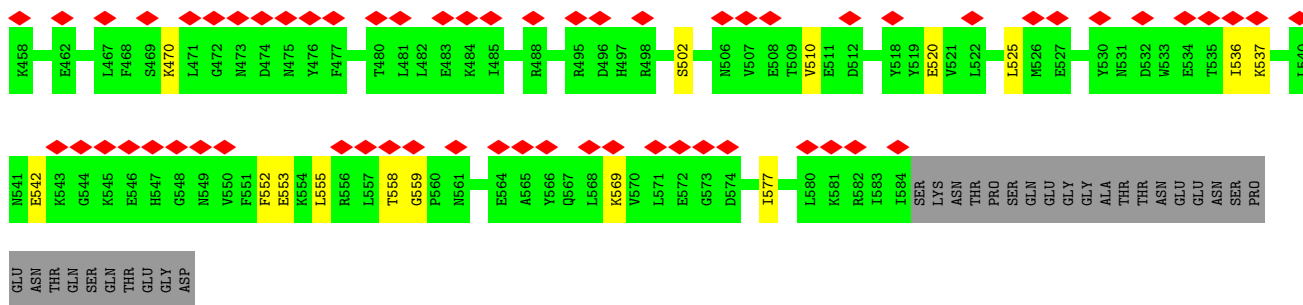 K458 E462 L467 F468 S469 K470 L471 G472 N473 D474 N475 Y476 F477 T480 L481 L482 E483 K484 I485 R488 R495 D496 H497 R498 S502 N506 V507 E508 T509 V510 E511 D512 Y518 Y519 E520 V521 L522 L525 M526 E527 Y530 N531 D532 W533 E534 T535 I536 K537 L540
N541 E542 K543 G544 K545 E546 H547 G548 N549 V550 F551 F552 E553 K554 L555 R556 L557 T558 G559 P560 N561 E564 A565 Y566 Q567 L568 K569 V570 L571 E572 G573 D574 I577 L580 K581 R582 I583 I584 SER LYS ASN THR PRO SER GLN GLU GLY GLY ALA THR THR ASN GLU GLU ASN SER PRO
GLU ASN THR GLN SER GLN THR GLU GLY ASP